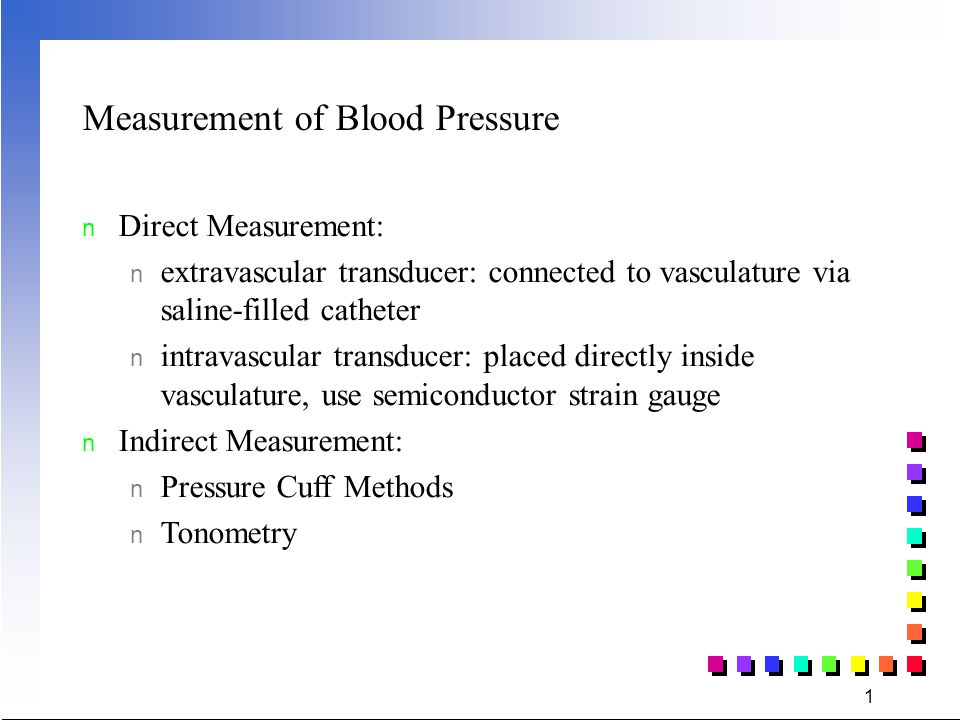 Measurement of Blood Pressure
n Direct Measurement:
n extravascular transducer: connected to vasculature via
saline-filled catheter
n intravascular transducer: placed directly inside
vasculature, use semiconductor strain gauge
n Indirect Measurement:
n Pressure Cuff Methods
n Tonometry
1